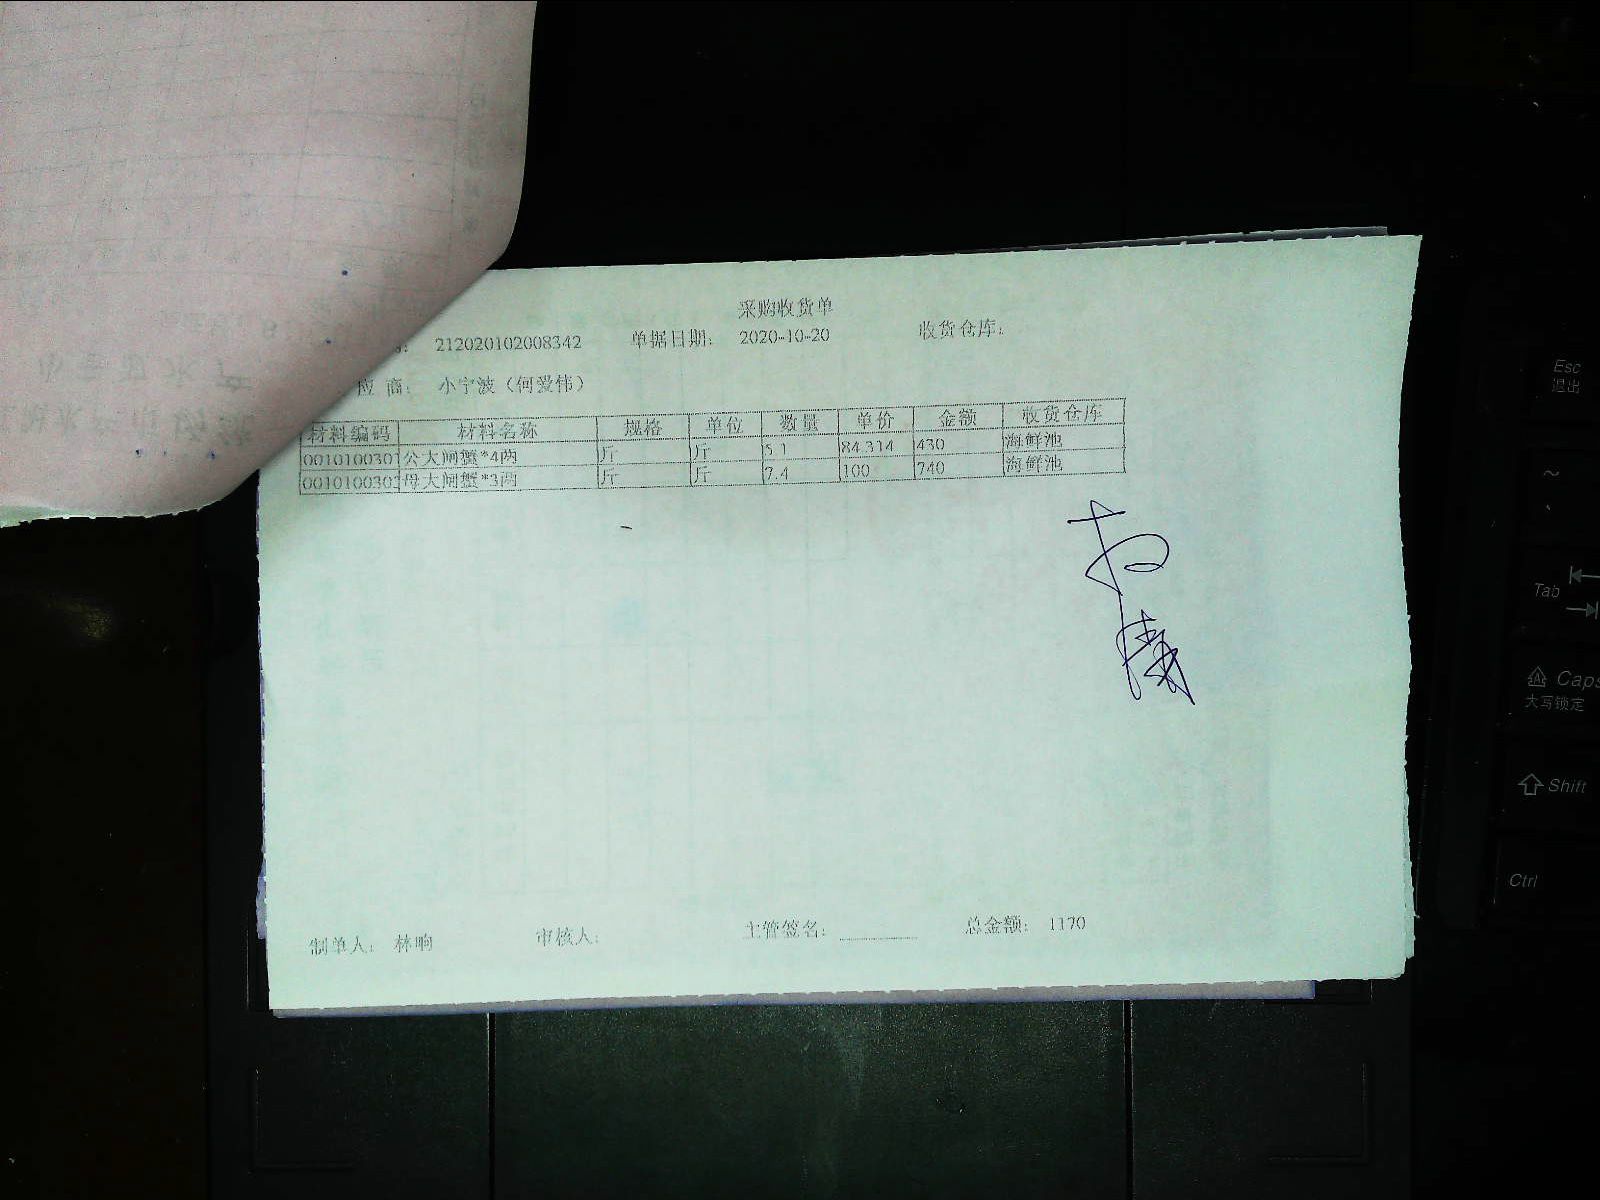 采购收货单
212020102008342 单据日期： 2020-10-20 收货仓库：
应 商： 小宁波（何爱伟）
材料编码 材料名称 规格 单位 数量 单价 金额 收货仓库
0010100301 公大闸蟹*4两 斤 斤 5.1 84.314 430 海鲜池
001010030 母大闸蟹*3两 斤 斤 7.4 100 740 海鲜池
制单人： 林响 审核人： 主管签名： 总金额： 1170
Esc
退出
~
Tab
Caps
大写锁定
Shift
Ctrl